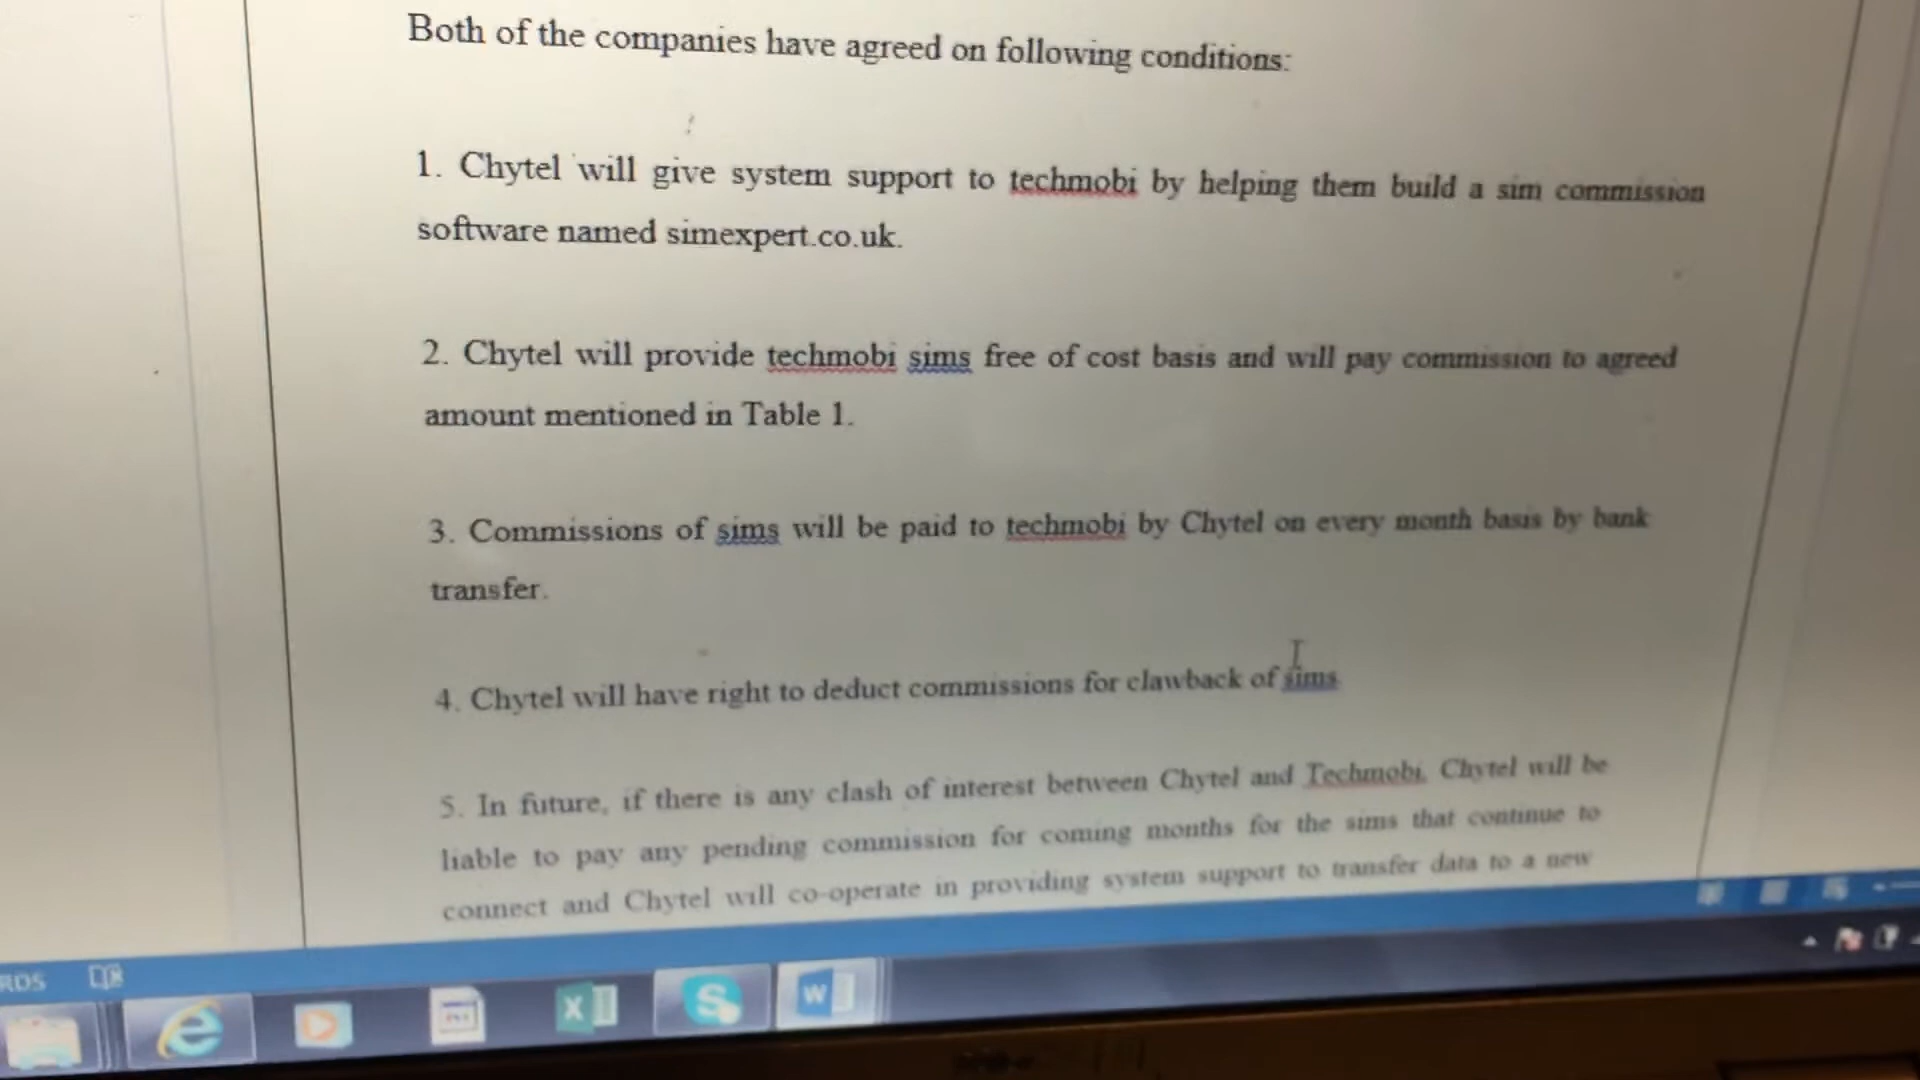 Both of the companies have agreed on following conditions:
1. Chytel will give system support to techmobi by helping them build a sim commission
software named simexpert.co.uk.
2. Chytel will provide techmobi sims free of cost basis and will pay commission to agreed
amount mentioned in Table 1.
3. Commissions of sims will be paid to techmobi by Chytel on every month basis by bank
transfer.
4. Chytel will have right to deduct commissions for clawback of sims
5. In future, if there is any clash of interest between Chytel and Techmobi, Chytel will be
liable to pay any pending commission for coming months for the sims that continue to
connect and Chytel will co-operate in providing system support to transfer data to a new
RDS